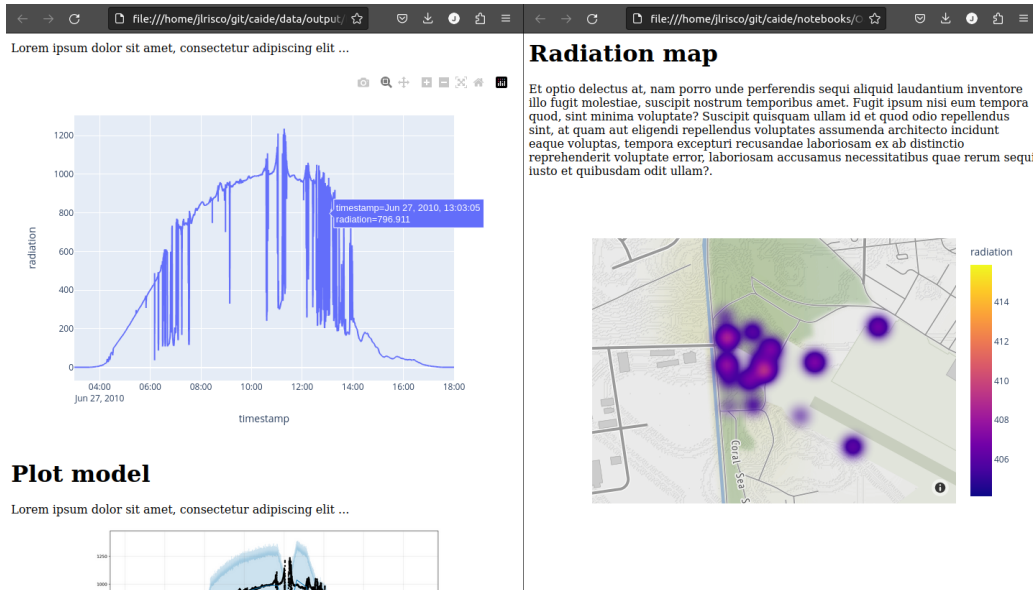 file:///home/jlrisco/git/caide/data/output/
Lorem ipsum dolor sit amet, consectetur adipiscing elit ...
1200
1000
800
600
400
200
0
radiation
timestamp=Jun 27, 2010, 13:03:05
radiation=796.911
04:00 06:00 08:00 10:00 12:00 14:00 16:00 18:00
Jun 27, 2010
timestamp
Plot model
Lorem ipsum dolor sit amet, consectetur adipiscing elit ...
1250
1000
file:///home/jlrisco/git/caide/notebooks/O
Radiation map
Et optio delectus at, nam porro unde perferendis sequi aliquid laudantium inventore
illo fugit molestiae, suscipit nostrum temporibus amet. Fugit ipsum nisi eum tempora
quod, sint minima voluptate? Suscipit quisquam ullam id et quod odio repellendus
sint, at quam aut eligendi repellendus voluptates assumenda architecto incidunt
eaque voluptas, tempora excepturi recusandae laboriosam ex ab distinctio
reprehenderit voluptate error, laboriosam accusamus necessitatibus quae rerum sequi
iusto et quibusdam odit ullam?.
radiation
414
412
410
408
406
Coral Sea S